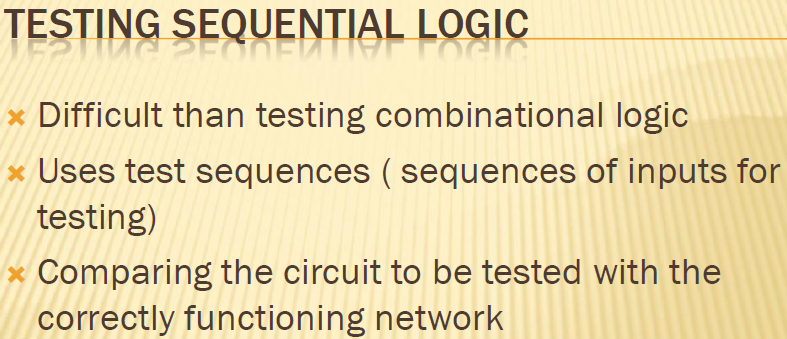 TESTING SEQUENTIAL LOGIC
Difficult than testing combinational logic
Uses test sequences ( sequences of inputs for
testing)
Comparing the circuit to be tested with the
correctly functioning network